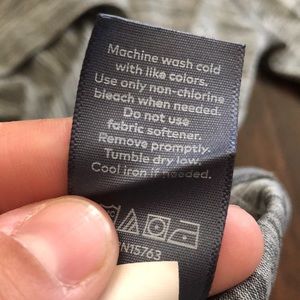 Machine wash cold
with like colors.
Use only non-chlorine
bleach when needed.
Do not use
fabric softener.
Remove promptly.
Tumble dry low.
Cool iron if needed.
N15763